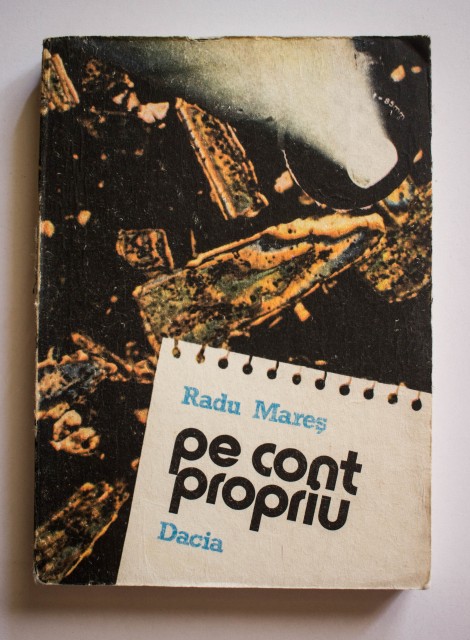 Radu Mareș
pe cont
propriu
Dacia